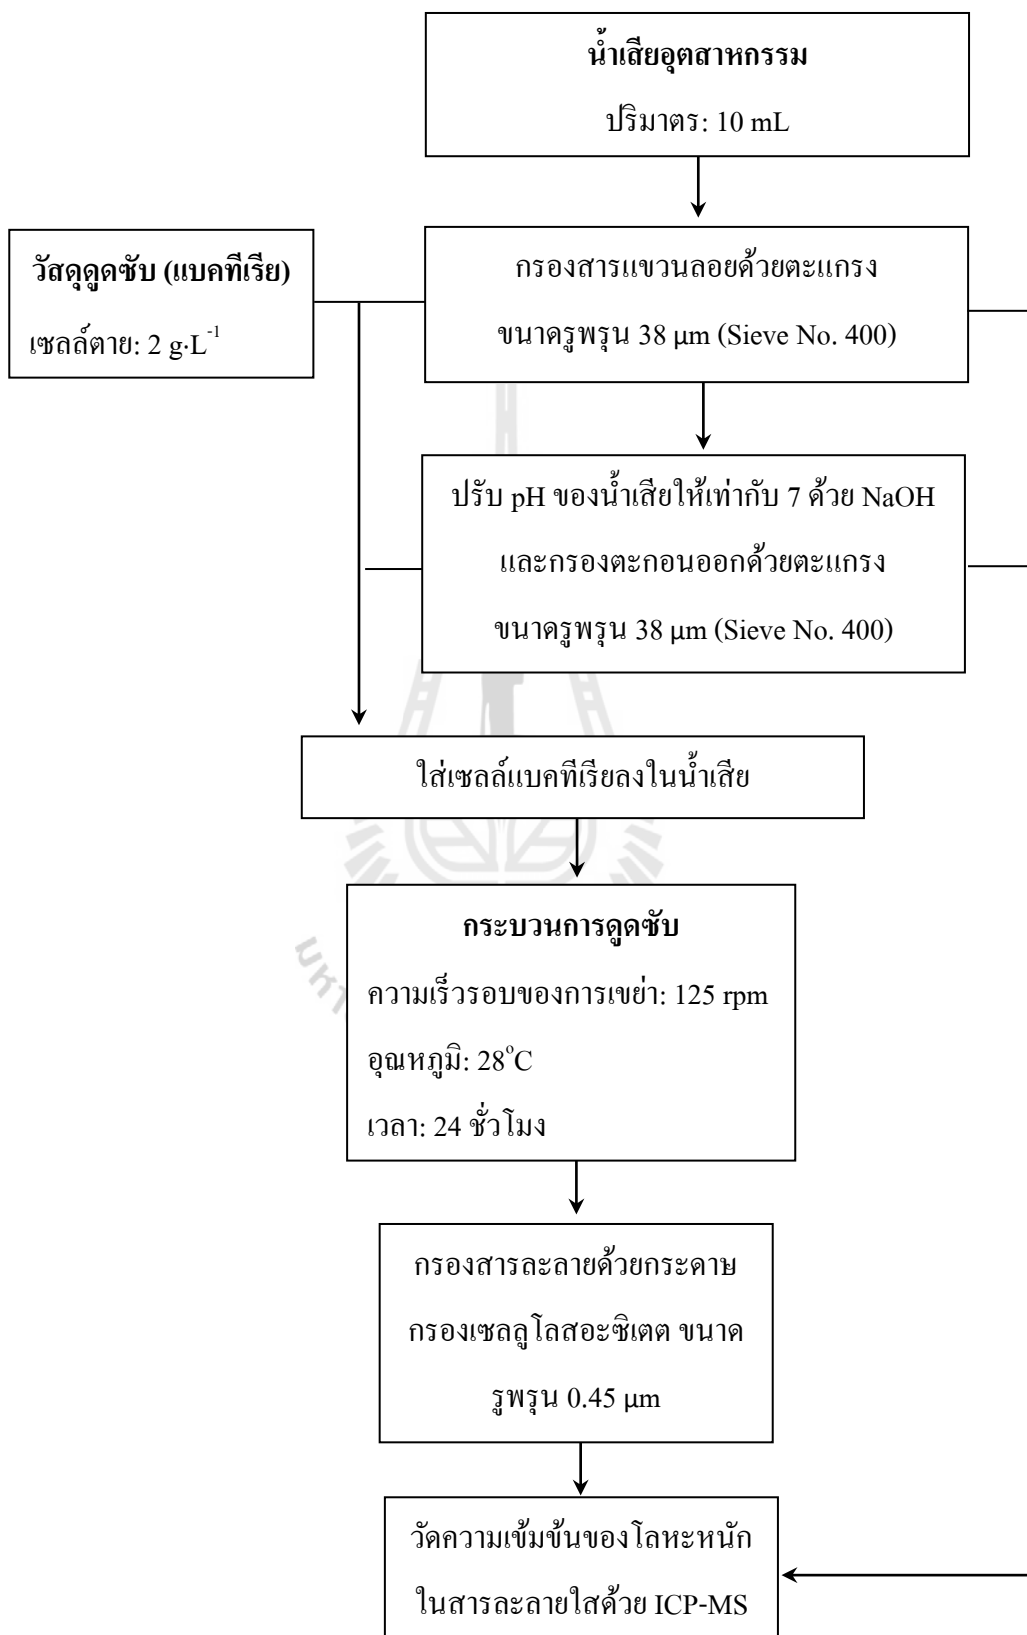 น้ำเสียอุตสาหกรรม
ปริมาตร: 10 mL
วัสดุดูดซับ (แบคทีเรีย)
เซลล์ตาย: 2 g·L⁻¹
กรองสารแขวนลอยด้วยตะแกรง
ขนาดรูพรุน 38 µm (Sieve No. 400)
ปรับ pH ของน้ำเสียให้เท่ากับ 7 ด้วย NaOH
และกรองตะกอนออกด้วยตะแกรง
ขนาดรูพรุน 38 µm (Sieve No. 400)
ใส่เซลล์แบคทีเรียลงในน้ำเสีย
กระบวนการดูดซับ
ความเร็วรอบของการเขย่า: 125 rpm
อุณหภูมิ: 28°C
เวลา: 24 ชั่วโมง
กรองสารละลายด้วยกระดาษ
กรองเซลลูโลสอะซิเตต ขนาด
รูพรุน 0.45 µm
วัดความเข้มข้นของโลหะหนัก
ในสารละลายใสด้วย ICP-MS